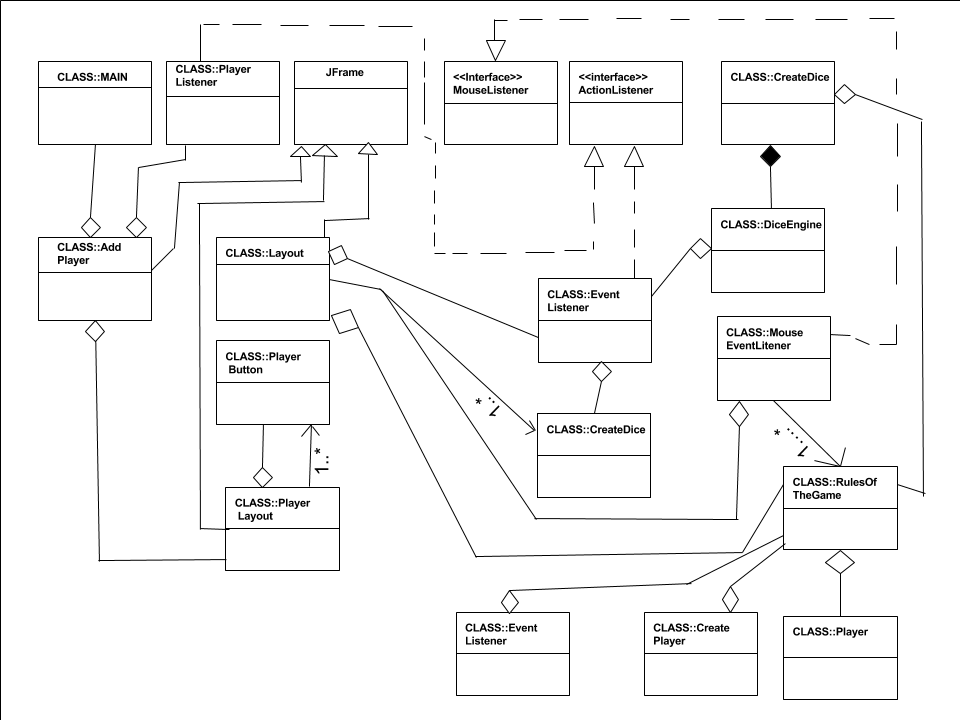 CLASS::MAIN
CLASS::Player
Listener
JFrame
<<Interface>>
MouseListener
<<interface>>
ActionListener
CLASS::CreateDice
CLASS::Add
Player
CLASS::Layout
CLASS::DiceEngine
CLASS::Event
Listener
CLASS::Mouse
EventLitener
CLASS::Player
Button
CLASS::CreateDice
1...*
1.....*
1..*
CLASS::Player
Layout
CLASS::RulesOf
TheGame
CLASS::Event
Listener
CLASS::Create
Player
CLASS::Player